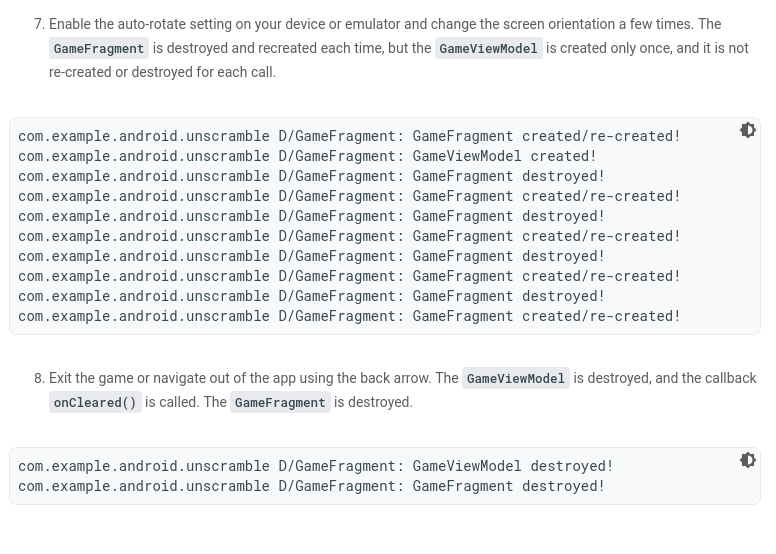 7. Enable the auto-rotate setting on your device or emulator and change the screen orientation a few times. The
GameFragment is destroyed and recreated each time, but the GameViewModel is created only once, and it is not
re-created or destroyed for each call.
com.example.android.unscramble D/GameFragment: GameFragment created/re-created!
com.example.android.unscramble D/GameFragment: GameViewModel created!
com.example.android.unscramble D/GameFragment: GameFragment destroyed!
com.example.android.unscramble D/GameFragment: GameFragment created/re-created!
com.example.android.unscramble D/GameFragment: GameFragment destroyed!
com.example.android.unscramble D/GameFragment: GameFragment created/re-created!
com.example.android.unscramble D/GameFragment: GameFragment destroyed!
com.example.android.unscramble D/GameFragment: GameFragment created/re-created!
com.example.android.unscramble D/GameFragment: GameFragment destroyed!
com.example.android.unscramble D/GameFragment: GameFragment created/re-created!
8. Exit the game or navigate out of the app using the back arrow. The GameViewModel is destroyed, and the callback
onCleared() is called. The GameFragment is destroyed.
com.example.android.unscramble D/GameFragment: GameViewModel destroyed!
com.example.android.unscramble D/GameFragment: GameFragment destroyed!